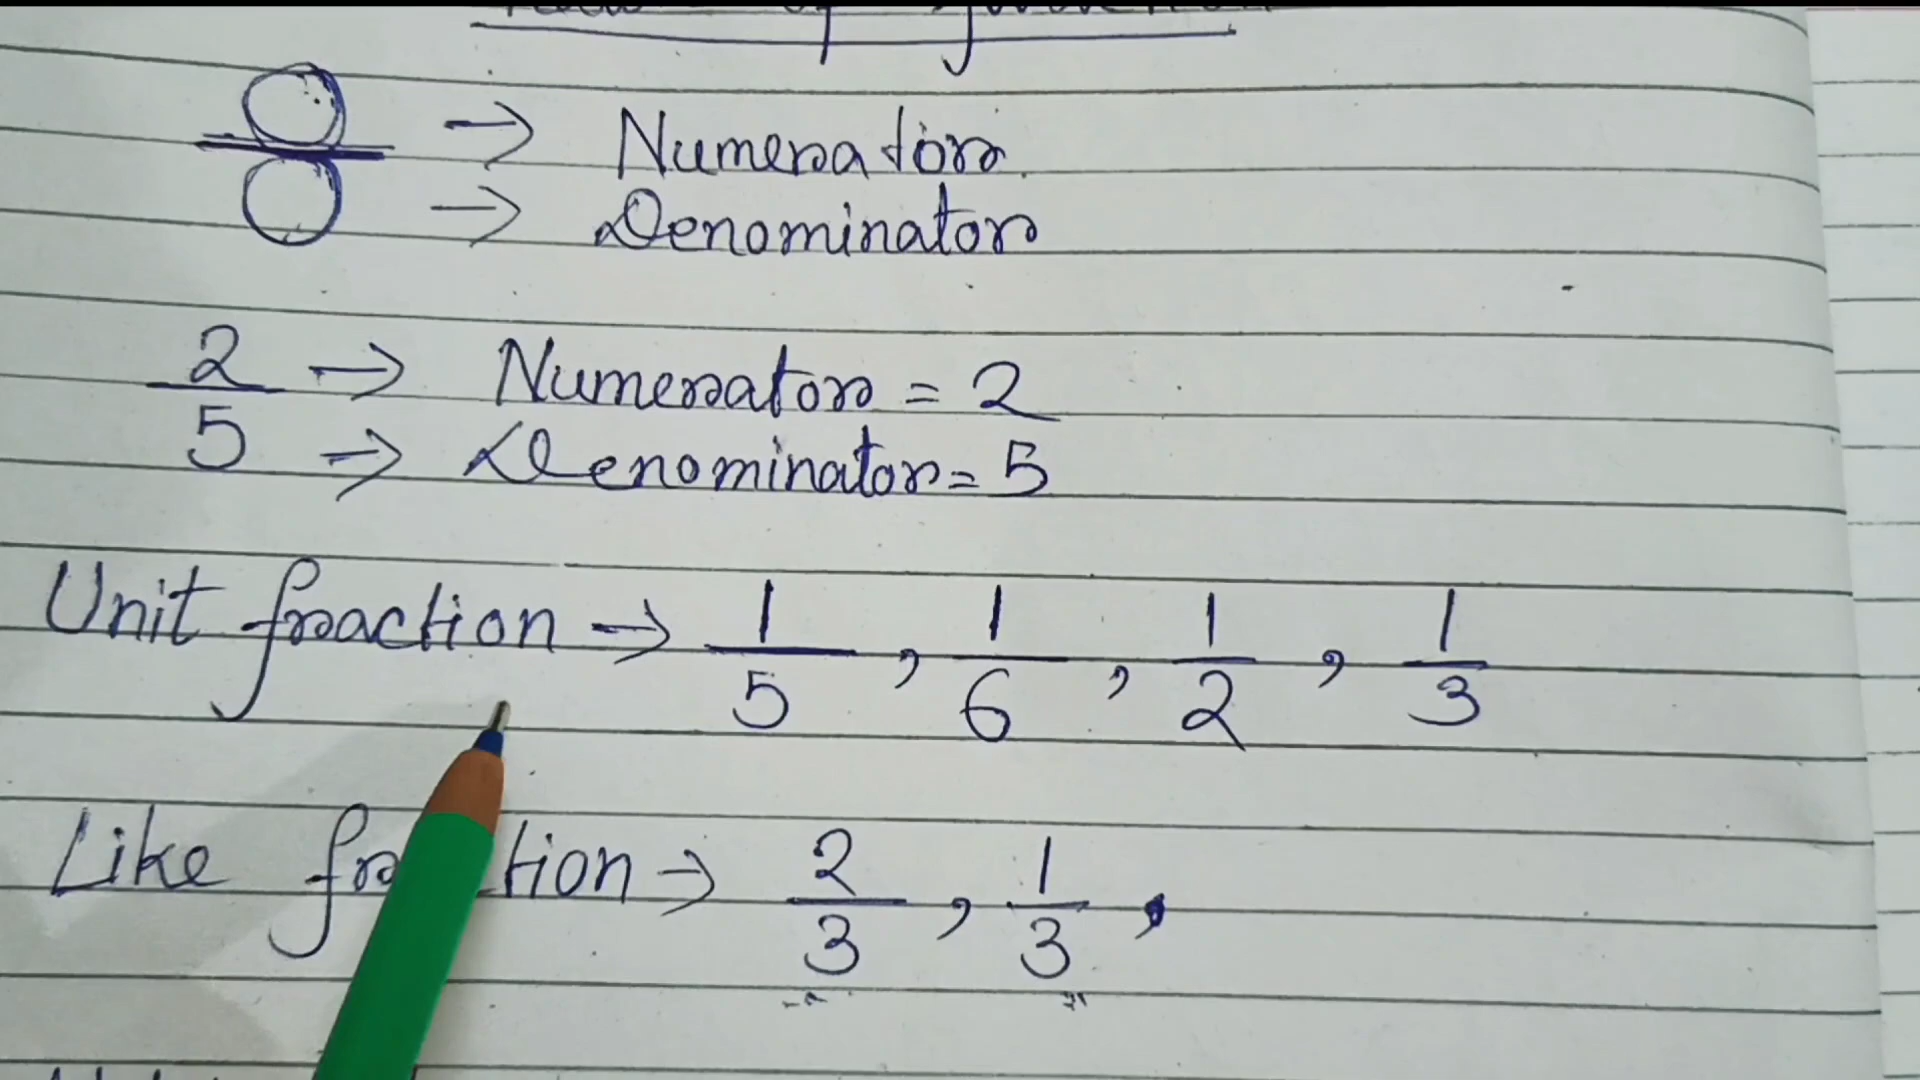 → Numerator
→ Denominator
2/5 → Numerator = 2
→ Denominator = 5
Unit fraction → 1/5 , 1/6 , 1/2 , 1/3
Like fraction → 2/3 , 1/3 ,